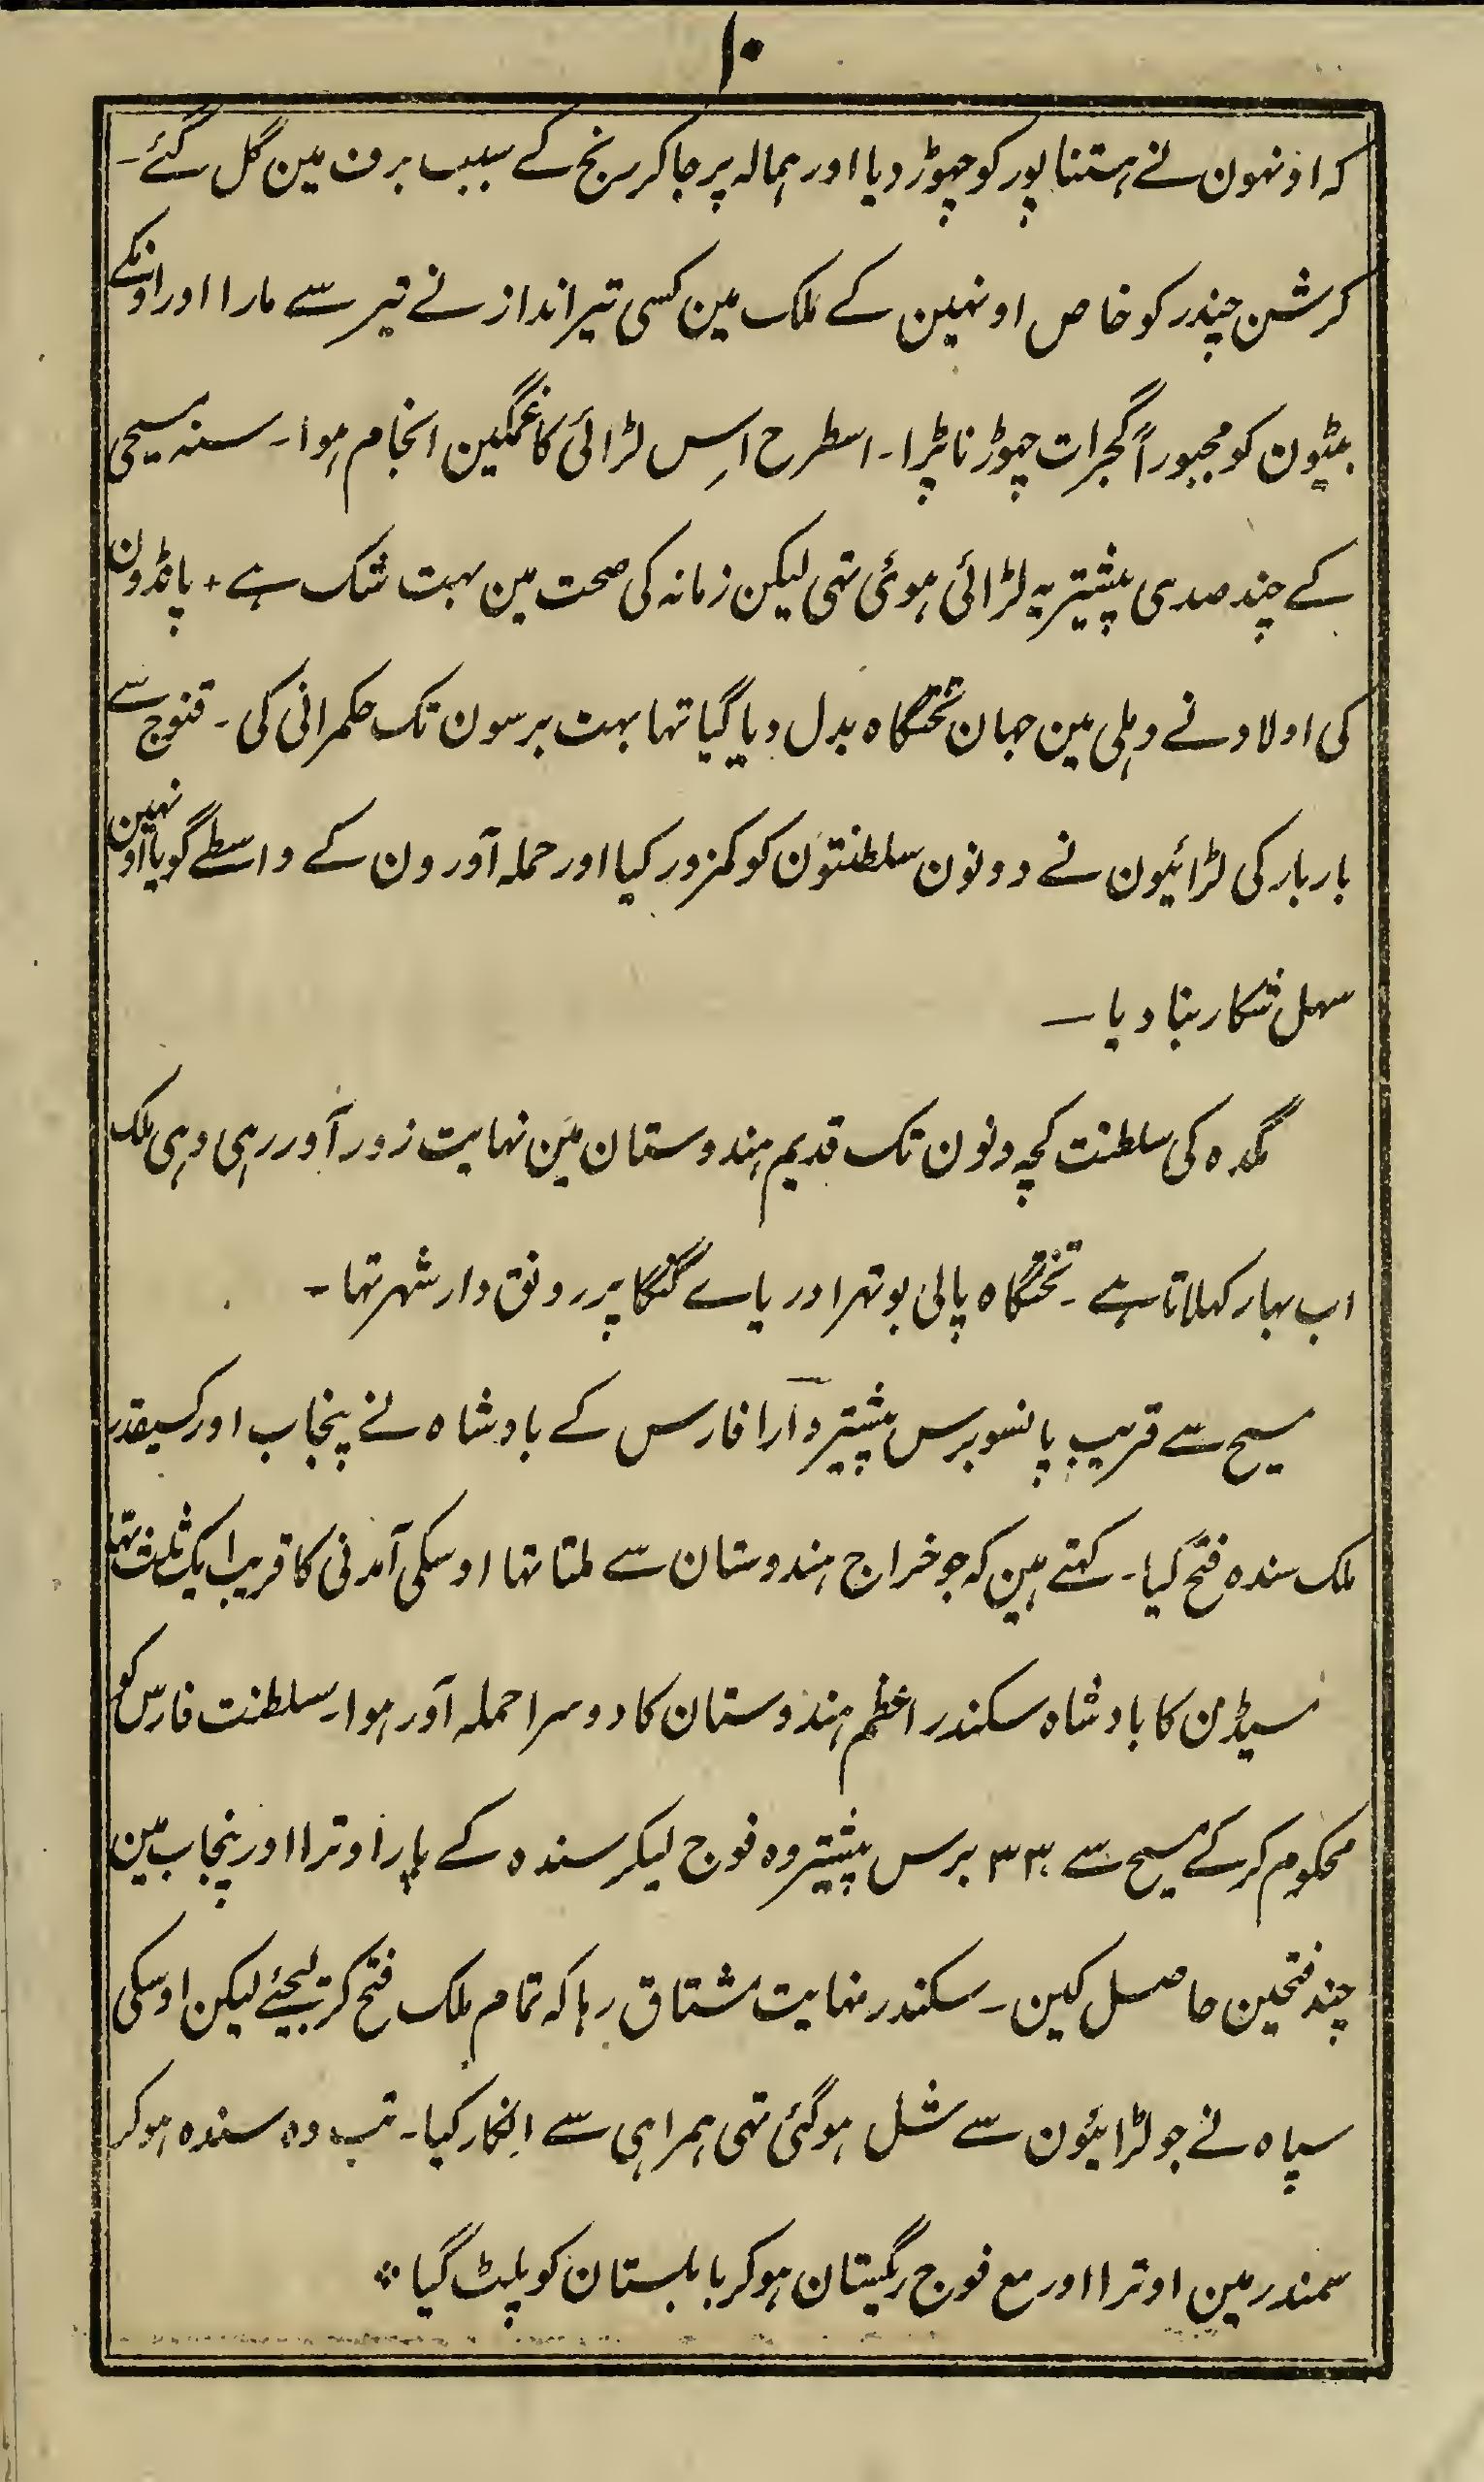 ۱۰
کہ اونہون نے ہستناپور کو چہوڑ دیا اور ہمالہ پر جاکر رنج کے سبب برف مین گل گئے۔
کرشن چندر کو خاص اونہین کے ملک مین کسی تیرانداز نے تیر سے مارا اور اونکے
بیٹون کو مجبوراً گجرات چہوڑنا پڑا۔ اسطرح اِس لڑائی کا غمگین انجام ہوا۔ سنہ مسیحی
کے چند صدی پیشتر یہ لڑائی ہوئی تہی لیکن زمانہ کی صحت مین بہت شک ہے + پانڈون
کی اولاد نے دہلی مین جہان تختگاہ بدل دیا گیا تہا بہت برسون تک حکمرانی کی۔ قنوج سے
بار بار کی لڑائیون نے دونون سلطنتون کو کمزور کیا اور حملہ آورون کے واسطے گویا اونہین
سہل شکار بنا دیا۔
مگدہ کی سلطنت کچہ دنون تک قدیم ہندوستان مین نہایت زورآور رہی وہی ملک
اب بہار کہلاتا ہے۔ تختگاہ پالی بوتہرا دریاے گنگا پر رونق دار شہر تہا۔
مسیح سے قریب پانسو برس پیشتر دآرا فارس کے بادشاہ نے پنجاب اور کسیقدر
ملک سندہ فتح کیا۔ کہتے ہین کہ جو خراج ہندوستان سے ملتا تہا اوسکی آمدنی کا قریب ایک ثلث تہا
سیڈمن کا بادشاہ سکندر اعظم ہندوستان کا دوسرا حملہ آور ہوا۔ سلطنت فارس کو
محکوم کرکے مسیح سے ۳۳۰ برس پیشتر وہ فوج لیکر سندہ کے پار اوترا اور پنجاب مین
چند فتحین حاصل کین۔ سکندر نہایت مشتاق رہا کہ تمام ملک فتح کر لیجئے لیکن اوسکی
سپاہ نے جو لڑائیون سے شل ہوگئی تہی ہمراہی سے اِنکار کیا۔ تب وہ سندہ ہوکر
سمندر مین اوترا اور مع فوج ریگستان ہوکر بابلستان کو پلٹ گیا ❖